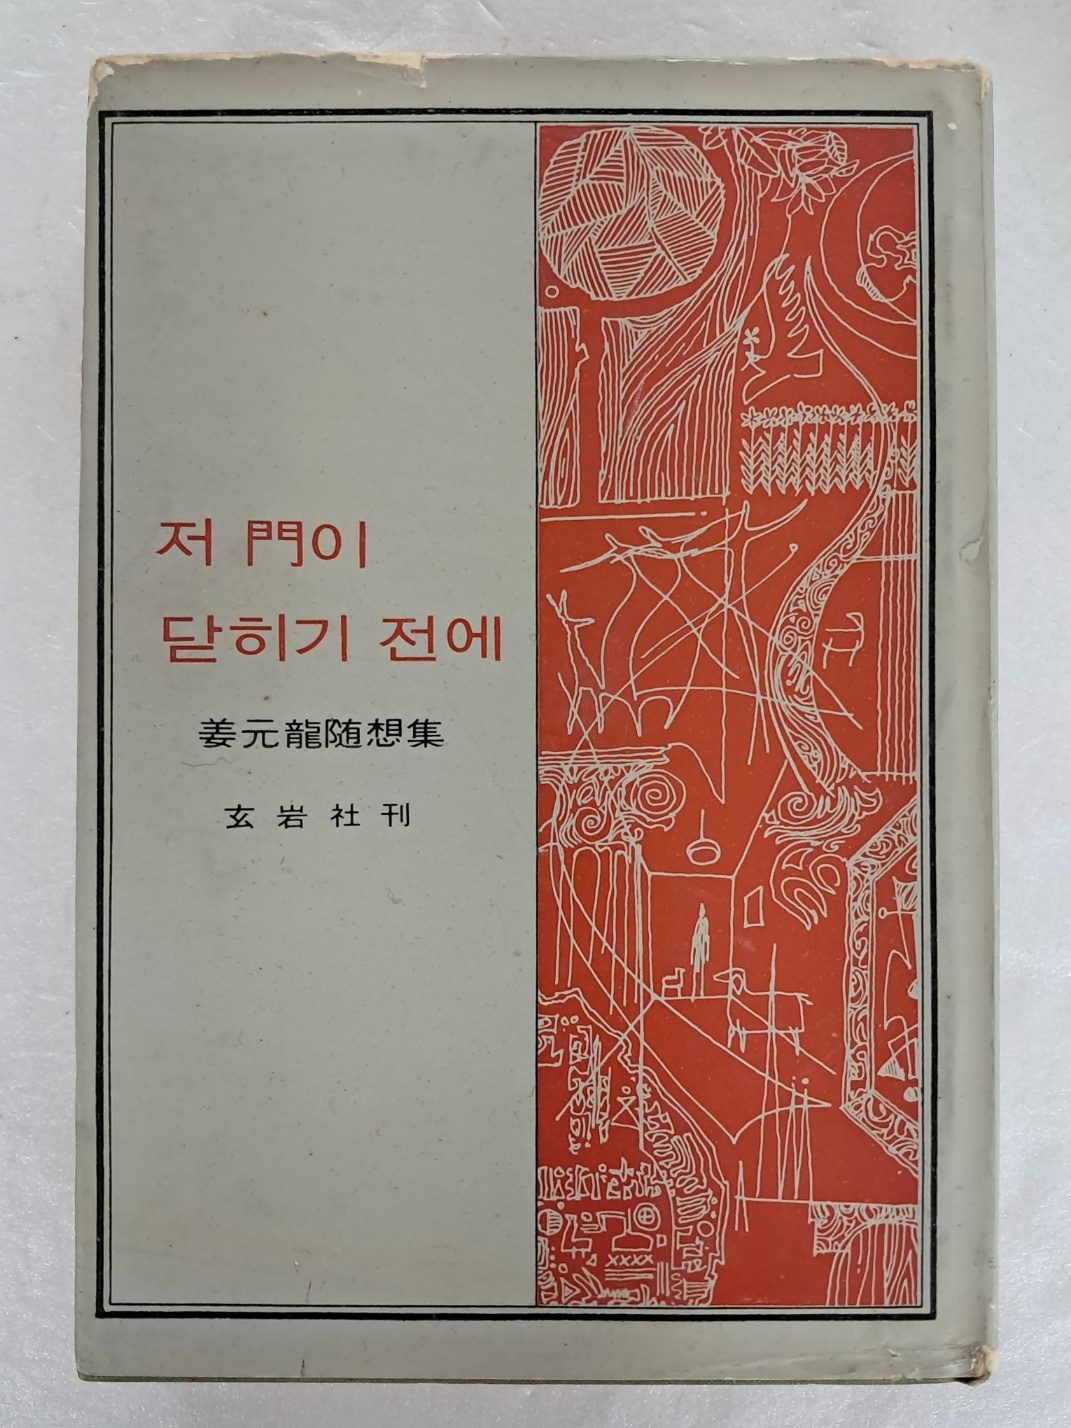 저 門이
닫히기 전에
姜元龍随想集
玄岩社刊